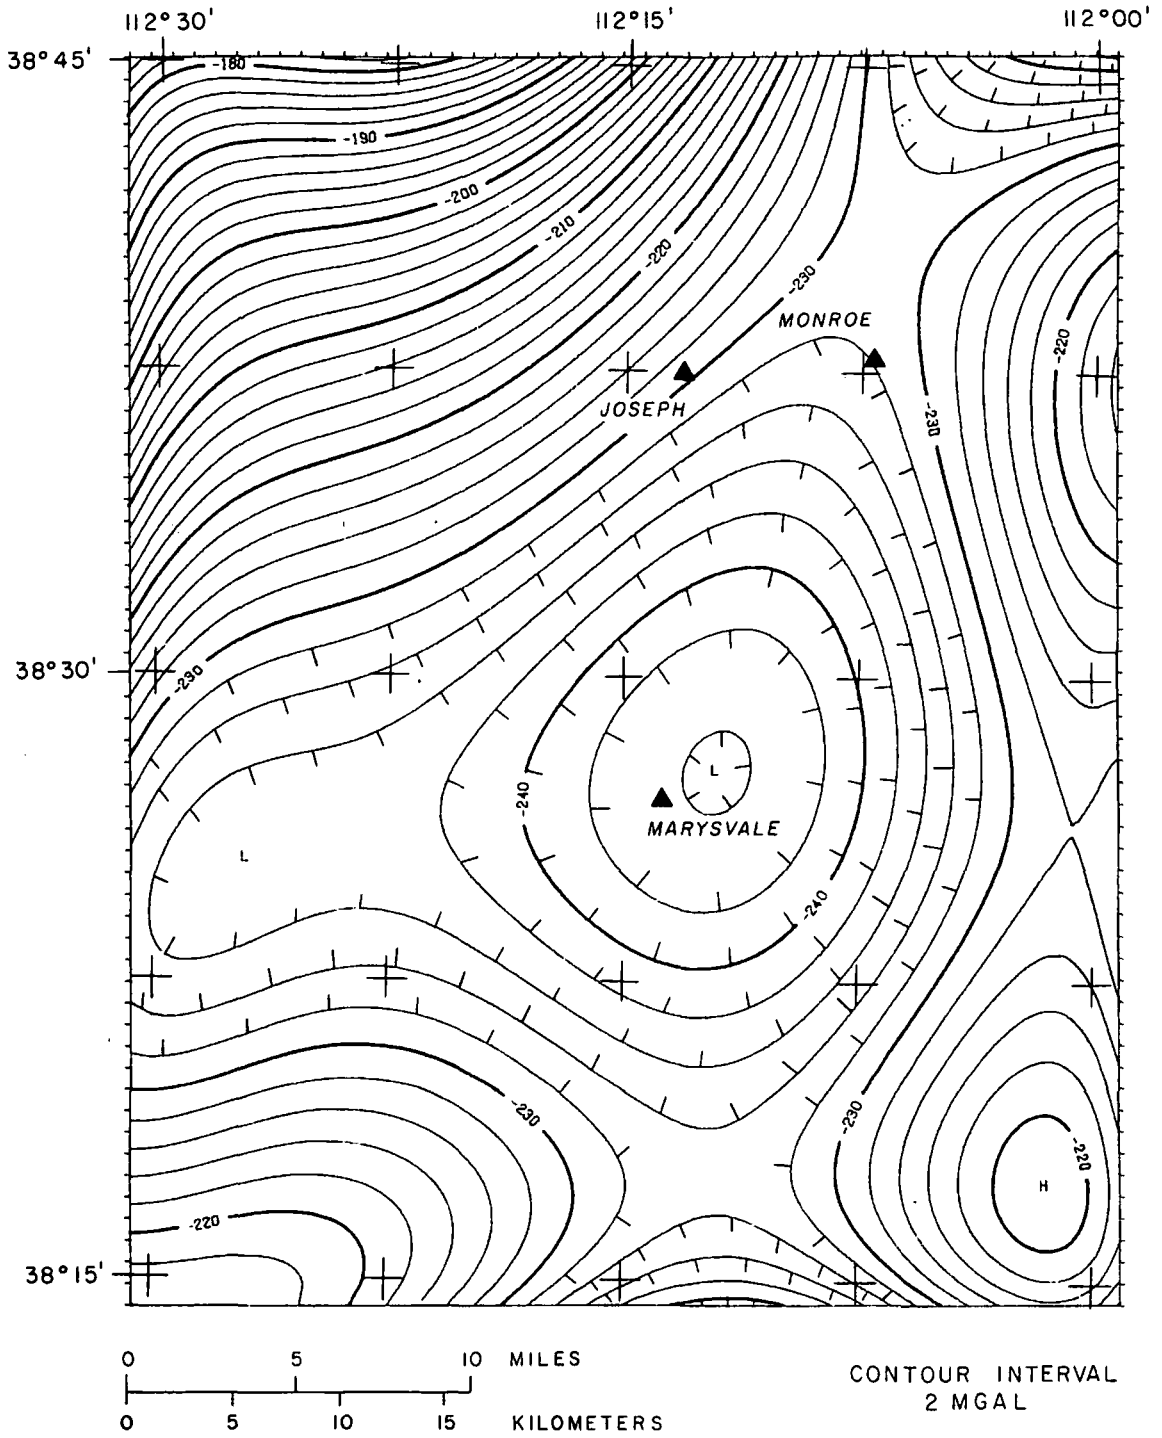 112°30' 112°15' 112°00'
38°45'
-180
-190
-200
-210
-220
-230
MONROE
-220
JOSEPH
-230
38°30'
-230
L
-240
MARYSVALE
L
-240
-230
-230
-220
H
-220
38°15'
0 5 10 MILES
0 5 10 15 KILOMETERS
CONTOUR INTERVAL
2 MGAL